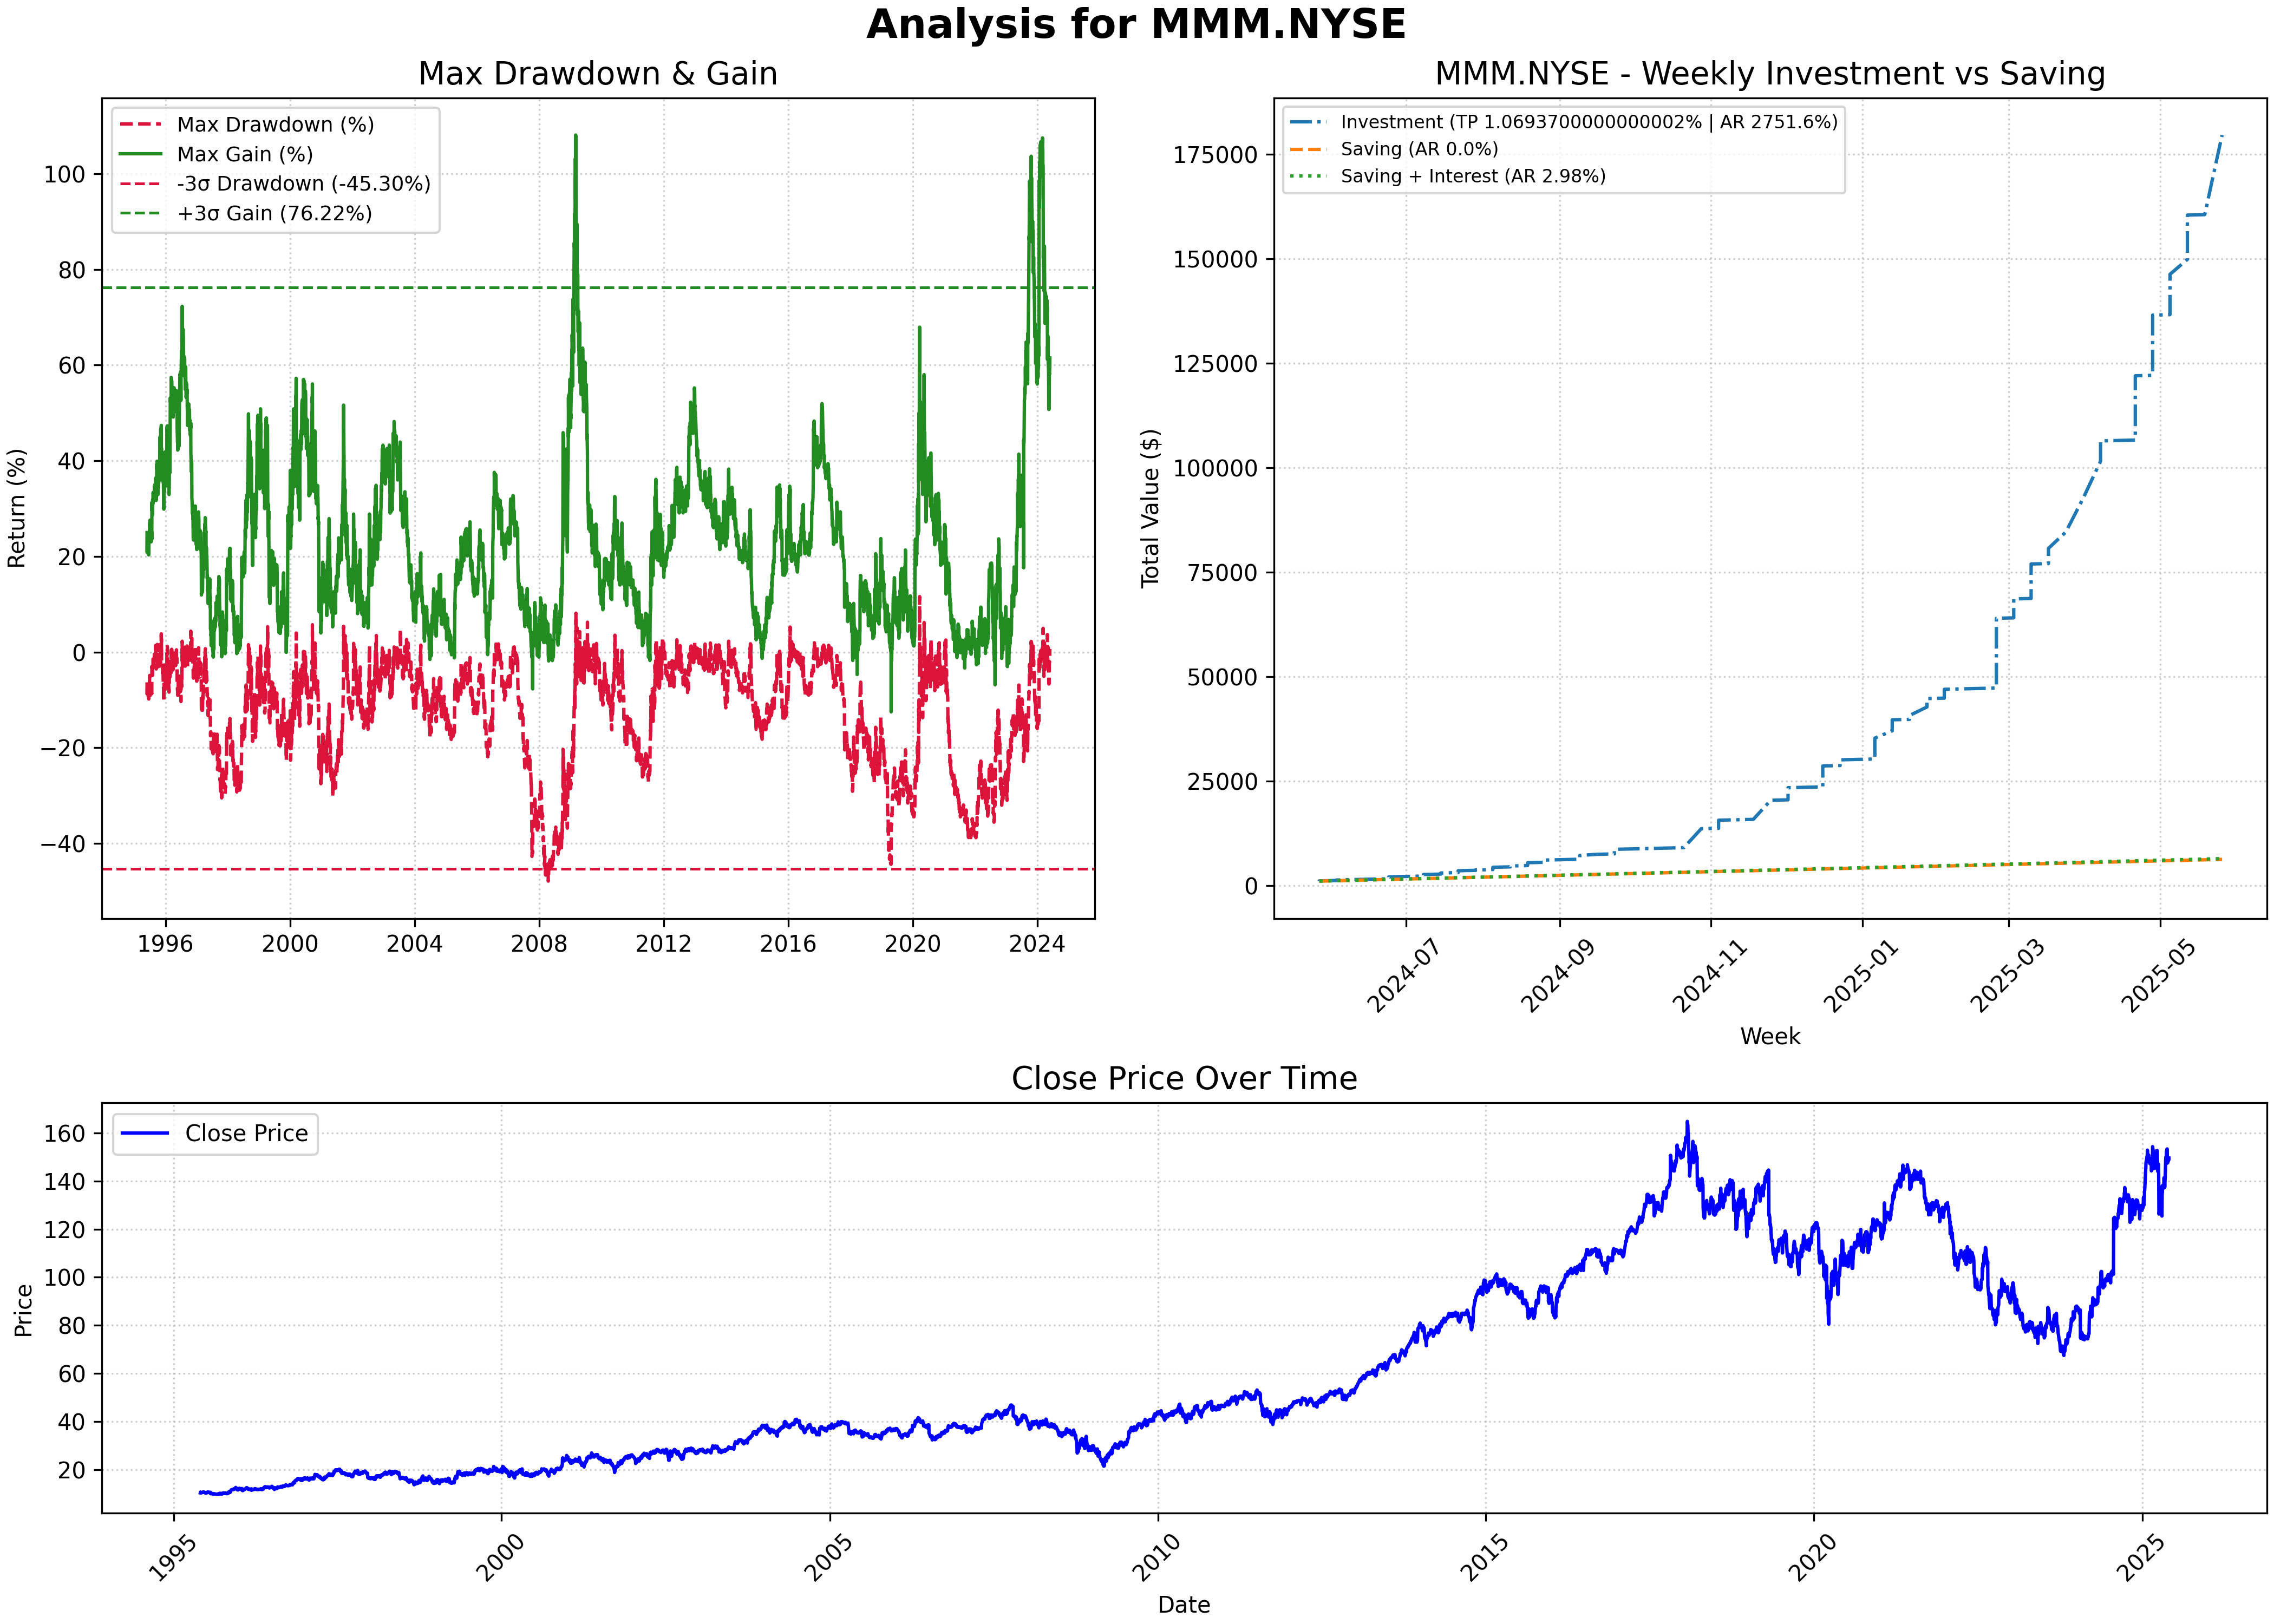 Analysis for MMM.NYSE
Max Drawdown & Gain
Max Drawdown (%)
Max Gain (%)
-3σ Drawdown (-45.30%)
+3σ Gain (76.22%)
Return (%)
100
80
60
40
20
0
−20
−40
1996
2000
2004
2008
2012
2016
2020
2024
MMM.NYSE - Weekly Investment vs Saving
Investment (TP 1.0693700000000002% | AR 2751.6%)
Saving (AR 0.0%)
Saving + Interest (AR 2.98%)
Total Value ($)
175000
150000
125000
100000
75000
50000
25000
0
2024-07
2024-09
2024-11
2025-01
2025-03
2025-05
Week
Close Price Over Time
Close Price
Price
160
140
120
100
80
60
40
20
1995
2000
2005
2010
2015
2020
2025
Date